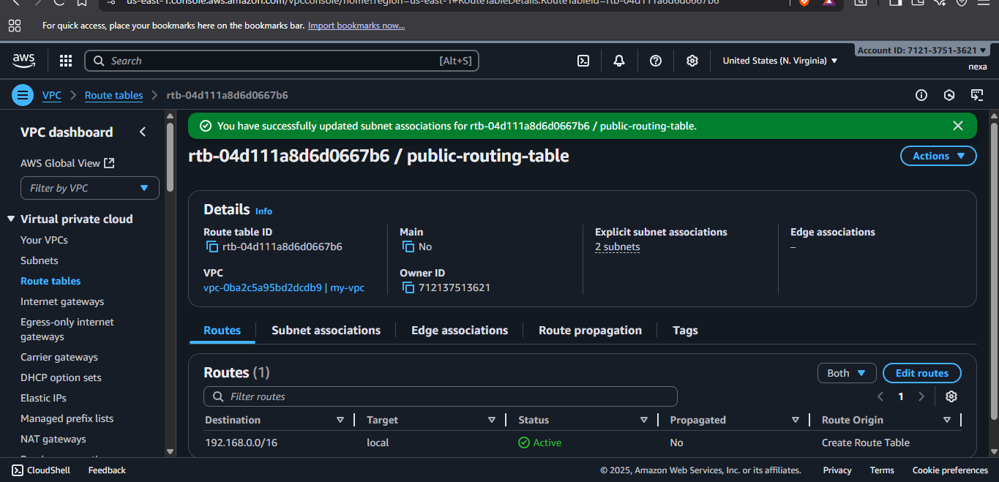 us-east-1.console.aws.amazon.com/vpcconsole/home?region=us-east-1#RouteTableDetails:RouteTableId=rtb-04d111a8d6d0667b6
For quick access, place your bookmarks here on the bookmarks bar. Import bookmarks now...
aws Search [Alt+S] United States (N. Virginia) Account ID: 7121-3751-3621
nexa
VPC Route tables rtb-04d111a8d6d0667b6
VPC dashboard
AWS Global View
Filter by VPC
Virtual private cloud
Your VPCs
Subnets
Route tables
Internet gateways
Egress-only internet
gateways
Carrier gateways
DHCP option sets
Elastic IPs
Managed prefix lists
NAT gateways
You have successfully updated subnet associations for rtb-04d111a8d6d0667b6 / public-routing-table.
rtb-04d111a8d6d0667b6 / public-routing-table Actions
Details Info
Route table ID Main Explicit subnet associations Edge associations
rtb-04d111a8d6d0667b6 No 2 subnets –
VPC Owner ID
vpc-0ba2c5a95bd2dcdb9 | my-vpc 712137513621
Routes Subnet associations Edge associations Route propagation Tags
Routes (1) Both Edit routes
Filter routes 1
Destination Target Status Propagated Route Origin
192.168.0.0/16 local Active No Create Route Table
CloudShell Feedback © 2025, Amazon Web Services, Inc. or its affiliates. Privacy Terms Cookie preferences